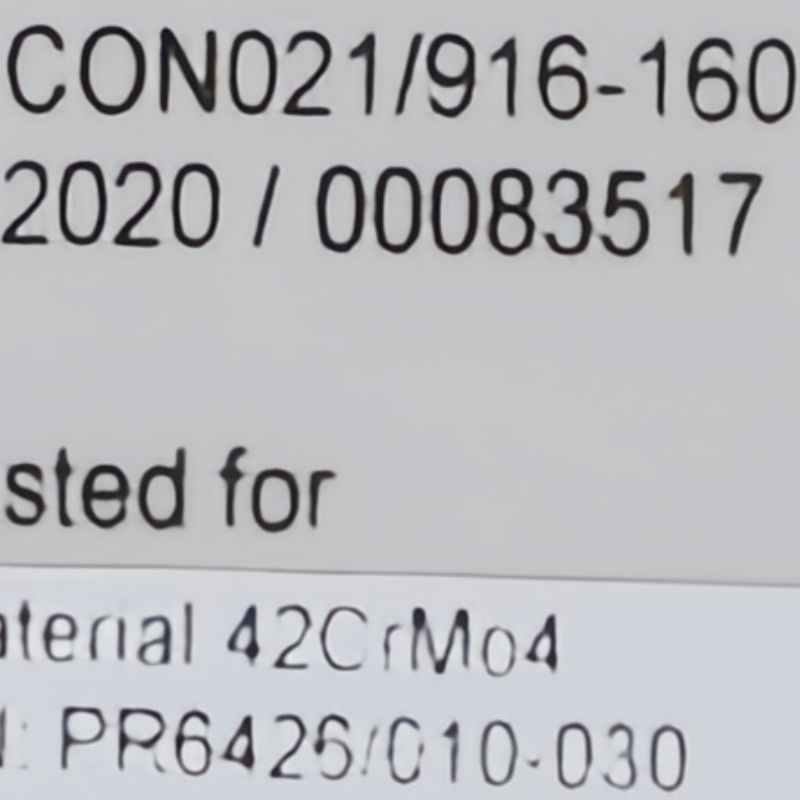 CON021/916-160
2020 / 00083517
sted for
aterial 42CrMo4
: PR6426/010-030